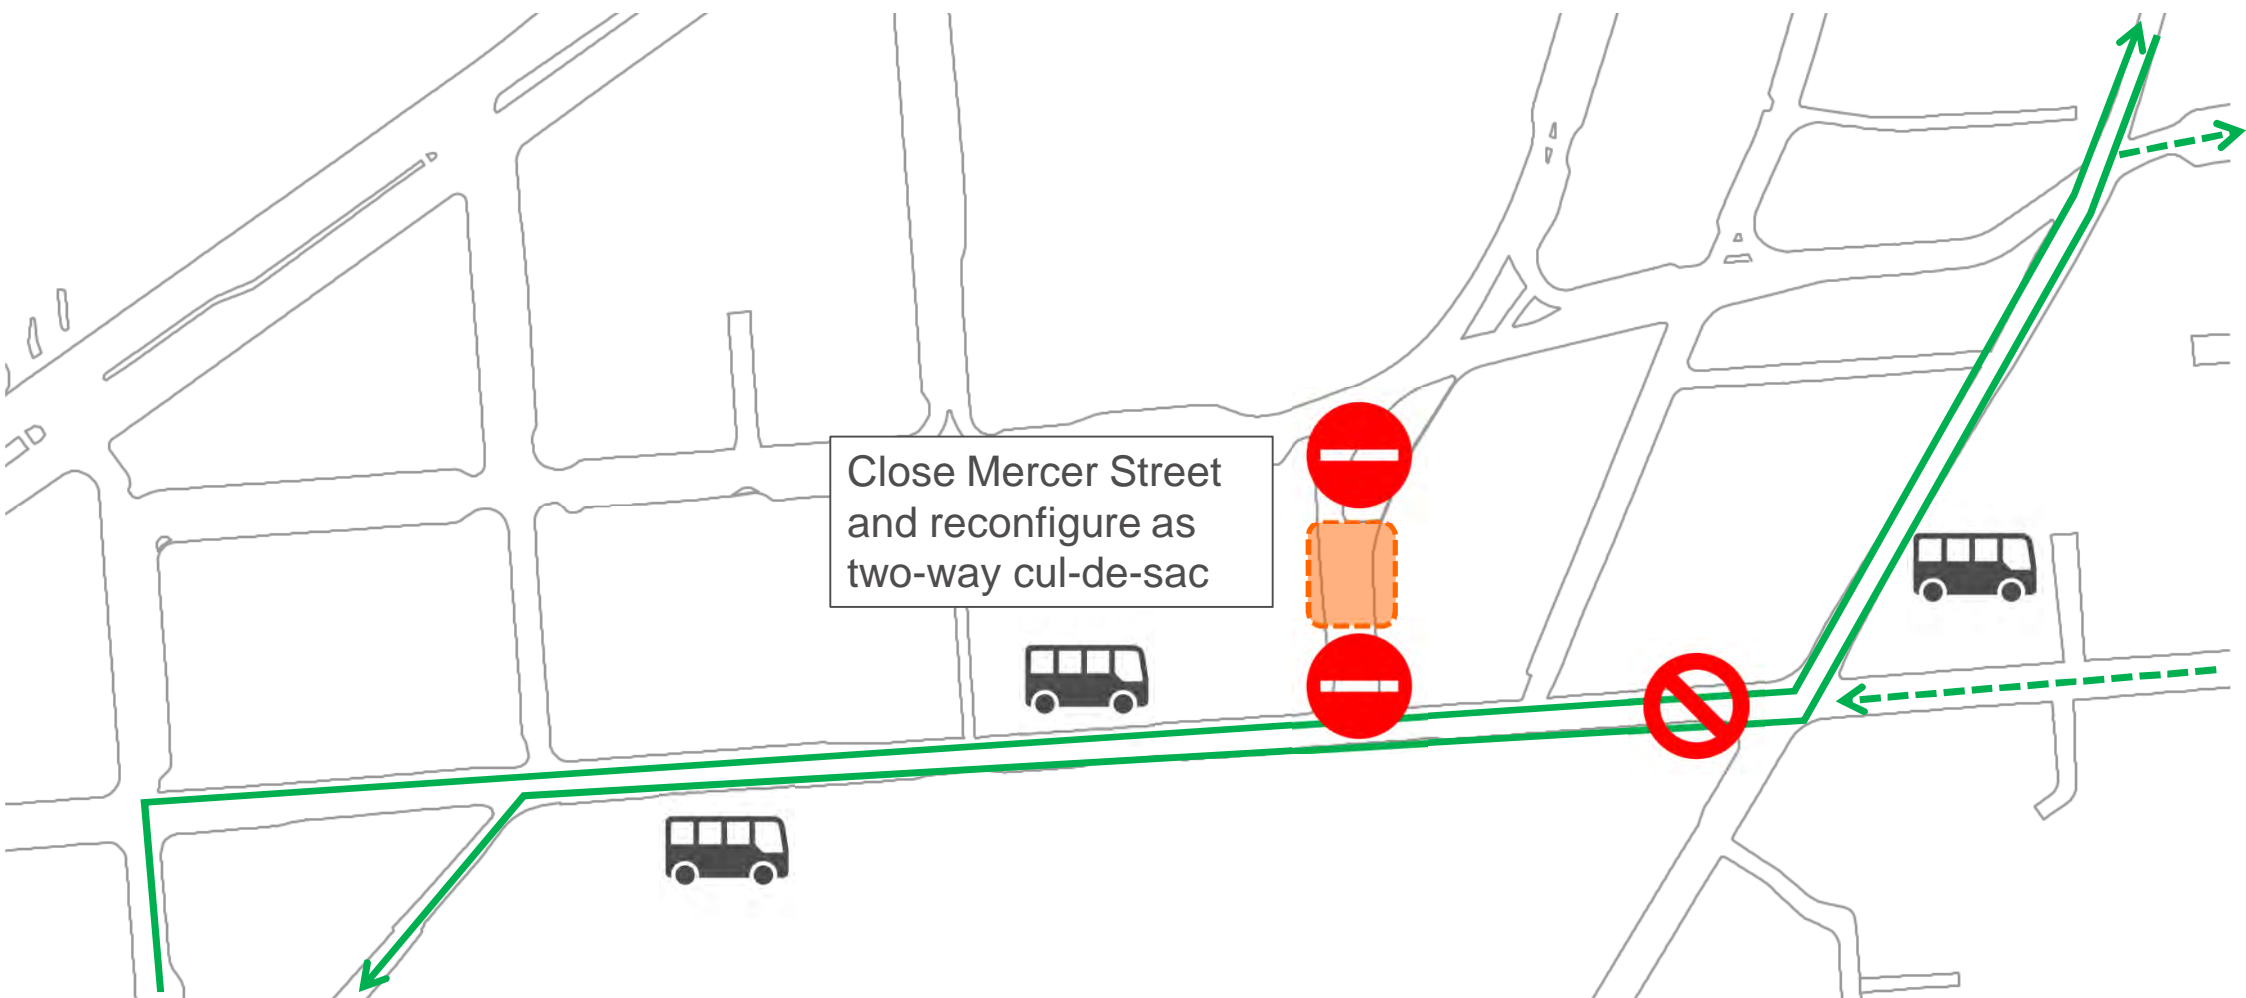 Close Mercer Street
and reconfigure as
two-way cul-de-sac